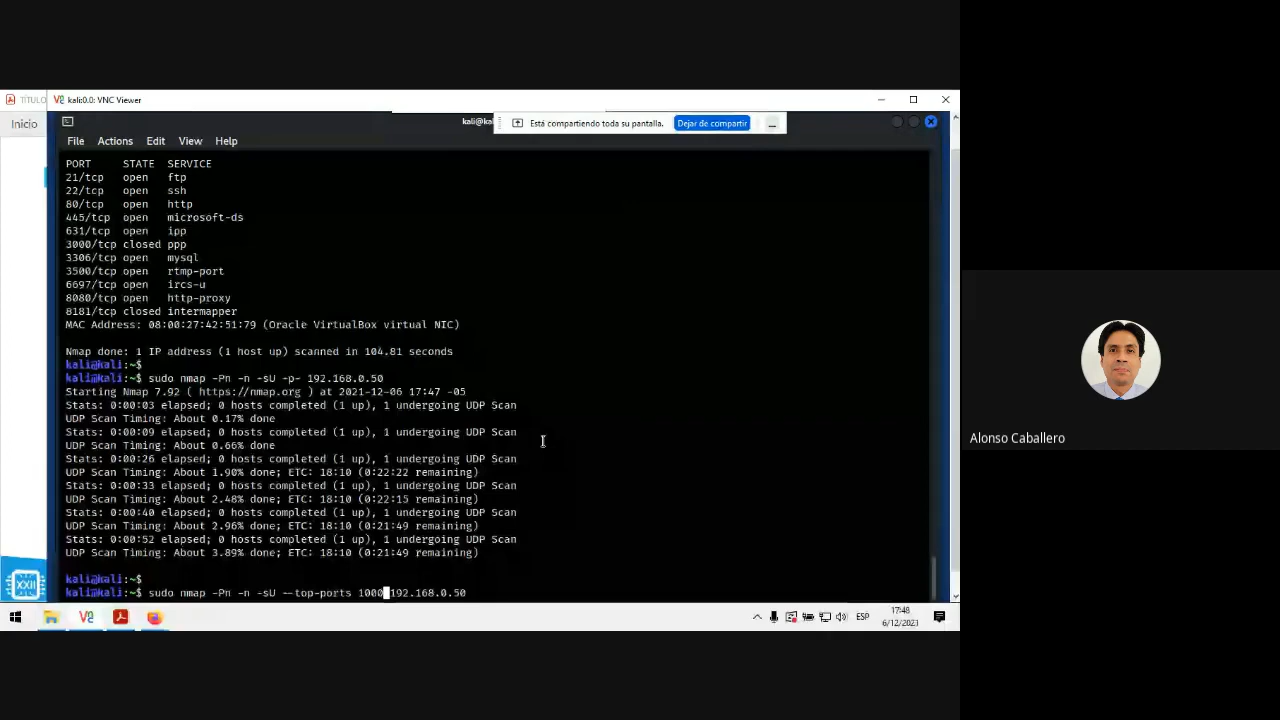 TÍTULO
kali:0.0: VNC Viewer
Inicio
kali@kal
Está compartiendo toda su pantalla.
Dejar de compartir
File Actions Edit View Help
PORT STATE SERVICE
21/tcp open ftp
22/tcp open ssh
80/tcp open http
445/tcp open microsoft-ds
631/tcp open ipp
3000/tcp closed ppp
3306/tcp open mysql
3500/tcp open rtmp-port
6697/tcp open ircs-u
8080/tcp open http-proxy
8181/tcp closed intermapper
MAC Address: 08:00:27:42:51:79 (Oracle VirtualBox virtual NIC)
Nmap done: 1 IP address (1 host up) scanned in 104.81 seconds
kali@kali:~$
kali@kali:~$ sudo nmap -Pn -n -sU -p- 192.168.0.50
Starting Nmap 7.92 ( https://nmap.org ) at 2021-12-06 17:47 -05
Stats: 0:00:03 elapsed; 0 hosts completed (1 up), 1 undergoing UDP Scan
UDP Scan Timing: About 0.17% done
Stats: 0:00:09 elapsed; 0 hosts completed (1 up), 1 undergoing UDP Scan
UDP Scan Timing: About 0.66% done
Stats: 0:00:26 elapsed; 0 hosts completed (1 up), 1 undergoing UDP Scan
UDP Scan Timing: About 1.90% done; ETC: 18:10 (0:22:22 remaining)
Stats: 0:00:33 elapsed; 0 hosts completed (1 up), 1 undergoing UDP Scan
UDP Scan Timing: About 2.48% done; ETC: 18:10 (0:22:15 remaining)
Stats: 0:00:40 elapsed; 0 hosts completed (1 up), 1 undergoing UDP Scan
UDP Scan Timing: About 2.96% done; ETC: 18:10 (0:21:49 remaining)
Stats: 0:00:52 elapsed; 0 hosts completed (1 up), 1 undergoing UDP Scan
UDP Scan Timing: About 3.89% done; ETC: 18:10 (0:21:49 remaining)
kali@kali:~$
kali@kali:~$ sudo nmap -Pn -n -sU --top-ports 1000 192.168.0.50
XXII
ESP
17:48
6/12/2021
Alonso Caballero